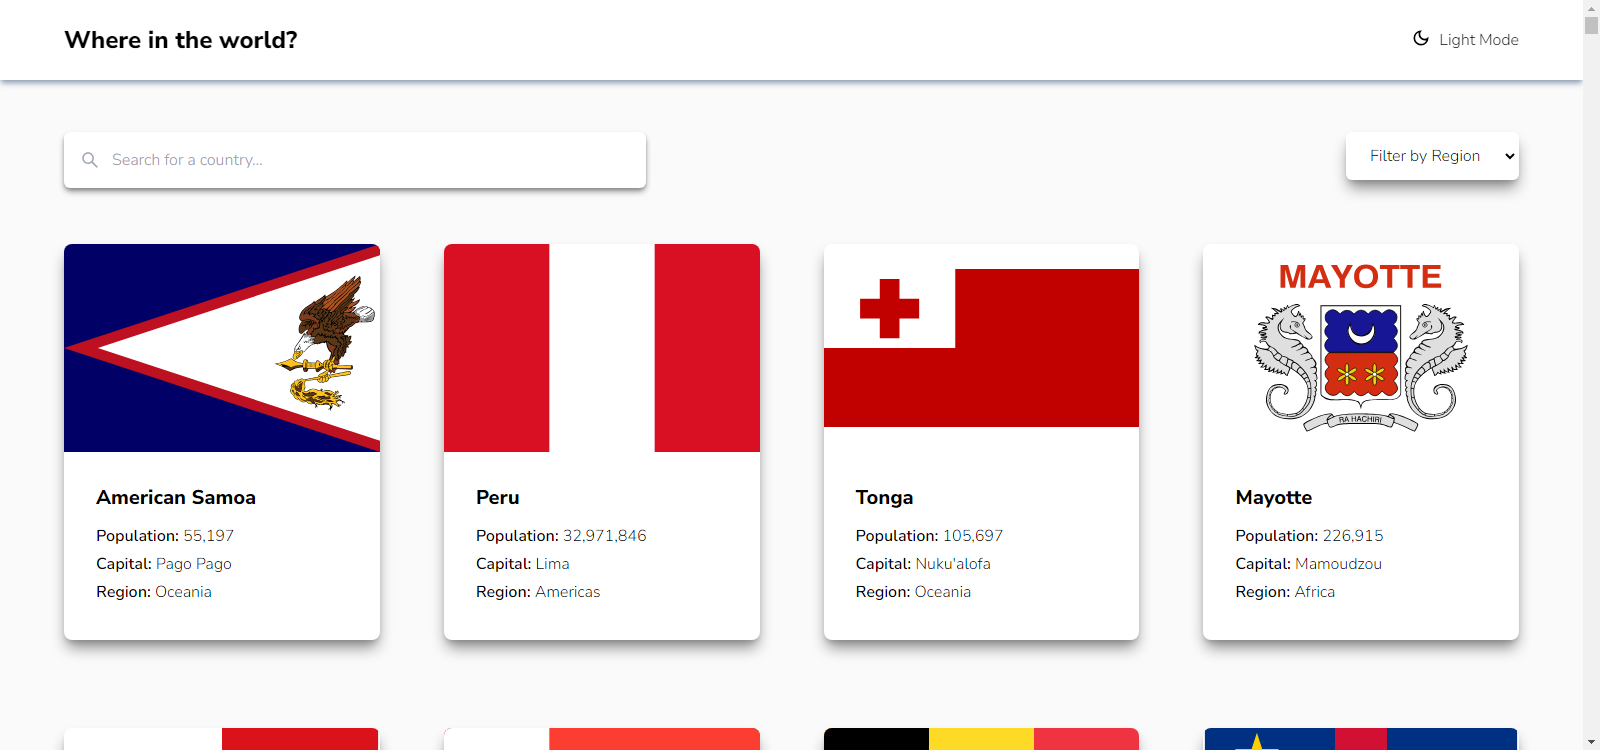 Where in the world?
Light Mode
Search for a country...
Filter by Region
MAYOTTE
RA HACHIRI
American Samoa
Population: 55,197
Capital: Pago Pago
Region: Oceania
Peru
Population: 32,971,846
Capital: Lima
Region: Americas
Tonga
Population: 105,697
Capital: Nuku'alofa
Region: Oceania
Mayotte
Population: 226,915
Capital: Mamoudzou
Region: Africa